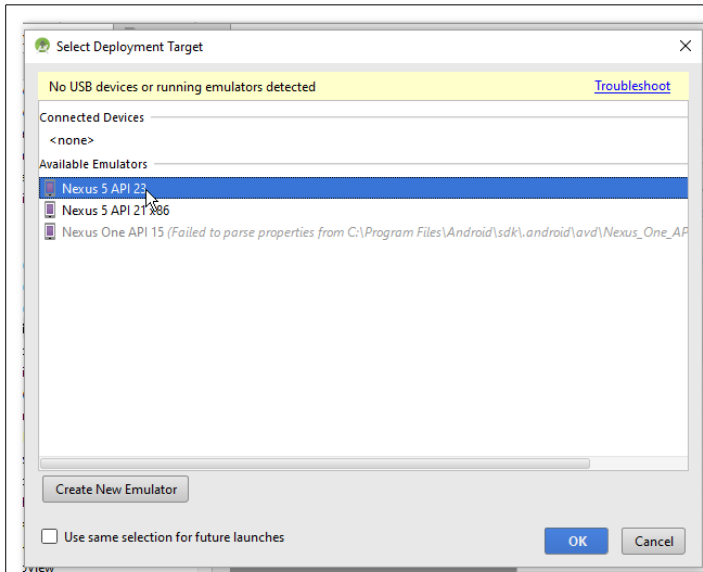 Select Deployment Target
No USB devices or running emulators detected Troubleshoot
Connected Devices
<none>
Available Emulators
Nexus 5 API 23
Nexus 5 API 21 x86
Nexus One API 15 (Failed to parse properties from C:\Program Files\Android\sdk\.android\avd\Nexus_One_AP
Create New Emulator
Use same selection for future launches
OK Cancel